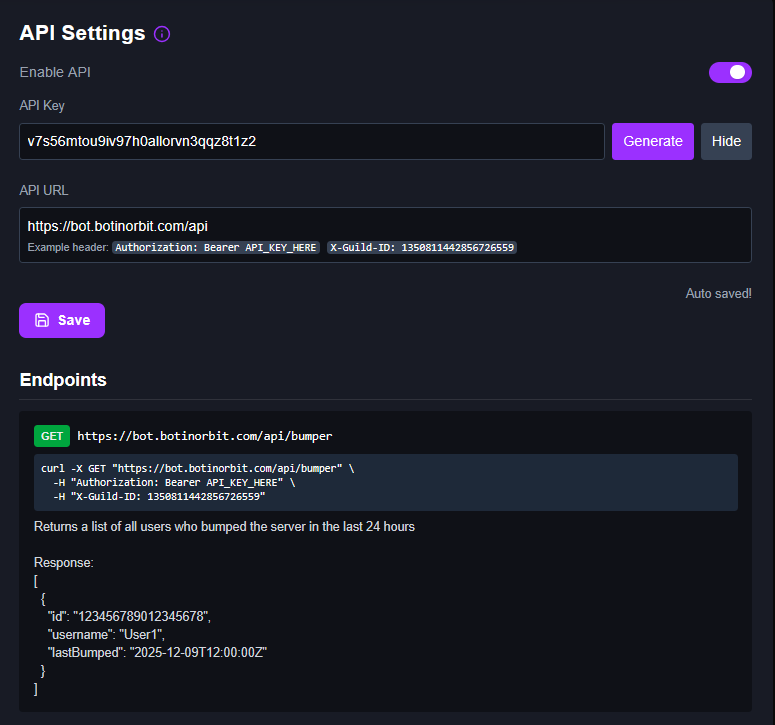 API Settings
Enable API
API Key
v7s56mtou9iv97h0allorvn3qqz8t1z2
Generate
Hide
API URL
https://bot.botinorbit.com/api
Example header: Authorization: Bearer API_KEY_HERE X-Guild-ID: 1350811442856726559
Auto saved!
Save
Endpoints
GET https://bot.botinorbit.com/api/bumper
curl -X GET "https://bot.botinorbit.com/api/bumper" \
-H "Authorization: Bearer API_KEY_HERE" \
-H "X-Guild-ID: 1350811442856726559"
Returns a list of all users who bumped the server in the last 24 hours
Response:
[
{
"id": "123456789012345678",
"username": "User1",
"lastBumped": "2025-12-09T12:00:00Z"
}
]